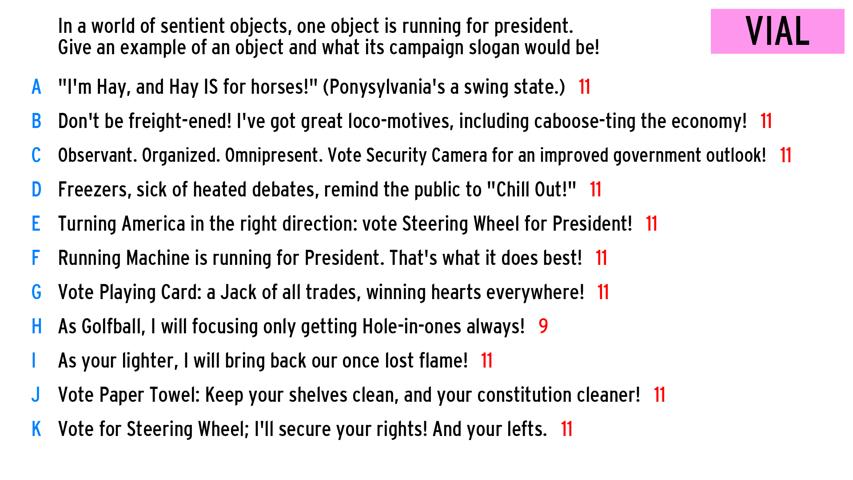 In a world of sentient objects, one object is running for president.
Give an example of an object and what its campaign slogan would be!
VIAL
A "I'm Hay, and Hay IS for horses!" (Ponysylvania's a swing state.) 11
B Don't be freight-ened! I've got great loco-motives, including caboose-ting the economy! 11
C Observant. Organized. Omnipresent. Vote Security Camera for an improved government outlook! 11
D Freezers, sick of heated debates, remind the public to "Chill Out!" 11
E Turning America in the right direction: vote Steering Wheel for President! 11
F Running Machine is running for President. That's what it does best! 11
G Vote Playing Card: a Jack of all trades, winning hearts everywhere! 11
H As Golfball, I will focusing only getting Hole-in-ones always! 9
I As your lighter, I will bring back our once lost flame! 11
J Vote Paper Towel: Keep your shelves clean, and your constitution cleaner! 11
K Vote for Steering Wheel; I'll secure your rights! And your lefts. 11